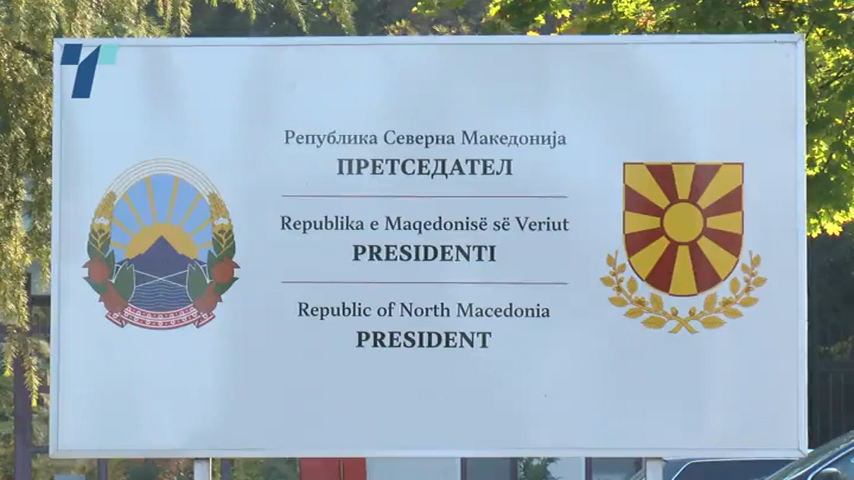 Република Северна Македонија
ПРЕТСЕДАТЕЛ
Republika e Maqedonisë së Veriut
PRESIDENTI
Republic of North Macedonia
PRESIDENT